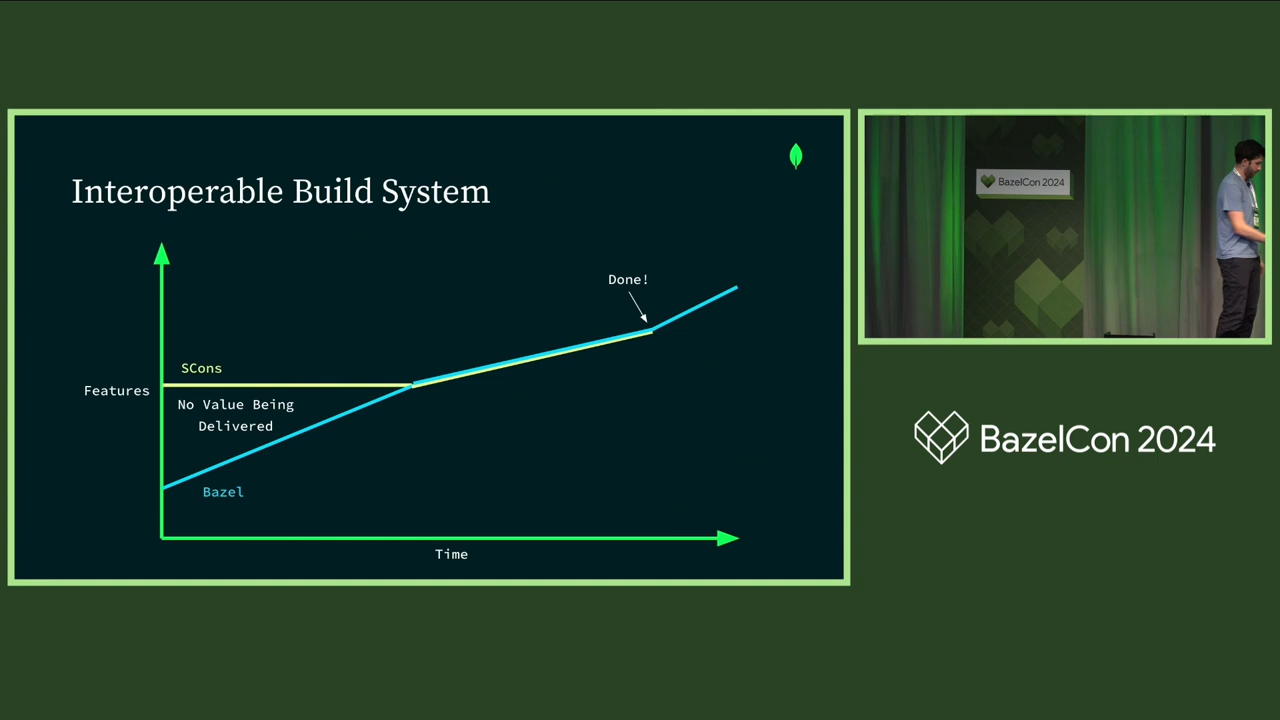 Interoperable Build System
Done!
SCons
Features
No Value Being
Delivered
Bazel
Time
BazelCon 2024
BazelCon 2024